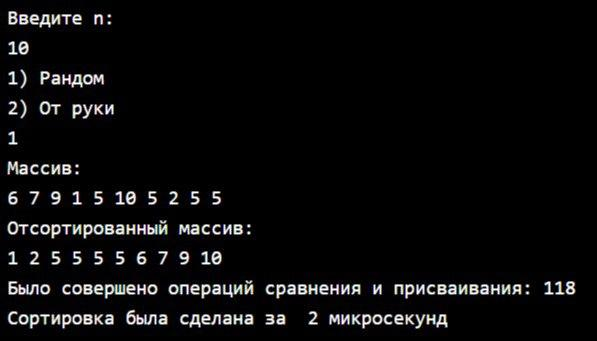 Введите n:
10
1) Рандом
2) От руки
1
Массив:
6 7 9 1 5 10 5 2 5 5
Отсортированный массив:
1 2 5 5 5 5 6 7 9 10
Было совершено операций сравнения и присваивания: 118
Сортировка была сделана за  2 микросекунд